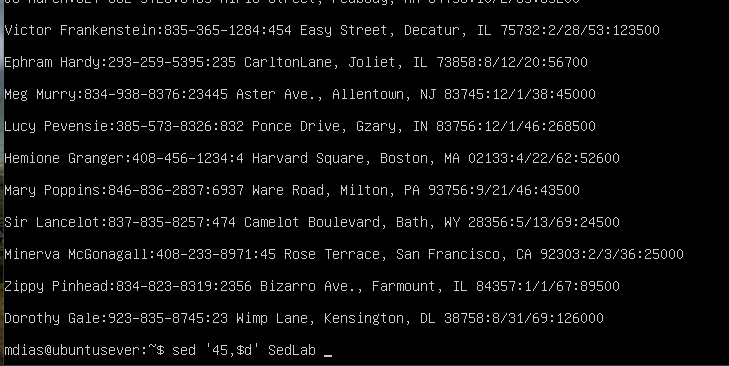 Victor Frankenstein:835-365-1284:454 Easy Street, Decatur, IL 75732:2/28/53:123500
Ephram Hardy:293-259-5395:235 CarltonLane, Joliet, IL 73858:8/12/20:56700
Meg Murry:834-938-8376:23445 Aster Ave., Allentown, NJ 83745:12/1/38:45000
Lucy Pevensie:385-573-8326:832 Ponce Drive, Gzary, IN 83756:12/1/46:268500
Hemione Granger:408-456-1234:4 Harvard Square, Boston, MA 02133:4/22/62:52600
Mary Poppins:846-836-2837:6937 Ware Road, Milton, PA 93756:9/21/46:43500
Sir Lancelot:837-835-8257:474 Camelot Boulevard, Bath, WY 28356:5/13/69:24500
Minerva McGonagall:408-233-8971:45 Rose Terrace, San Francisco, CA 92303:2/3/36:25000
Zippy Pinhead:834-823-8319:2356 Bizarro Ave., Farmount, IL 84357:1/1/67:89500
Dorothy Gale:923-835-8745:23 Wimp Lane, Kensington, DL 38758:8/31/69:126000
mdias@ubuntusever:~$ sed '45,$d' SedLab _